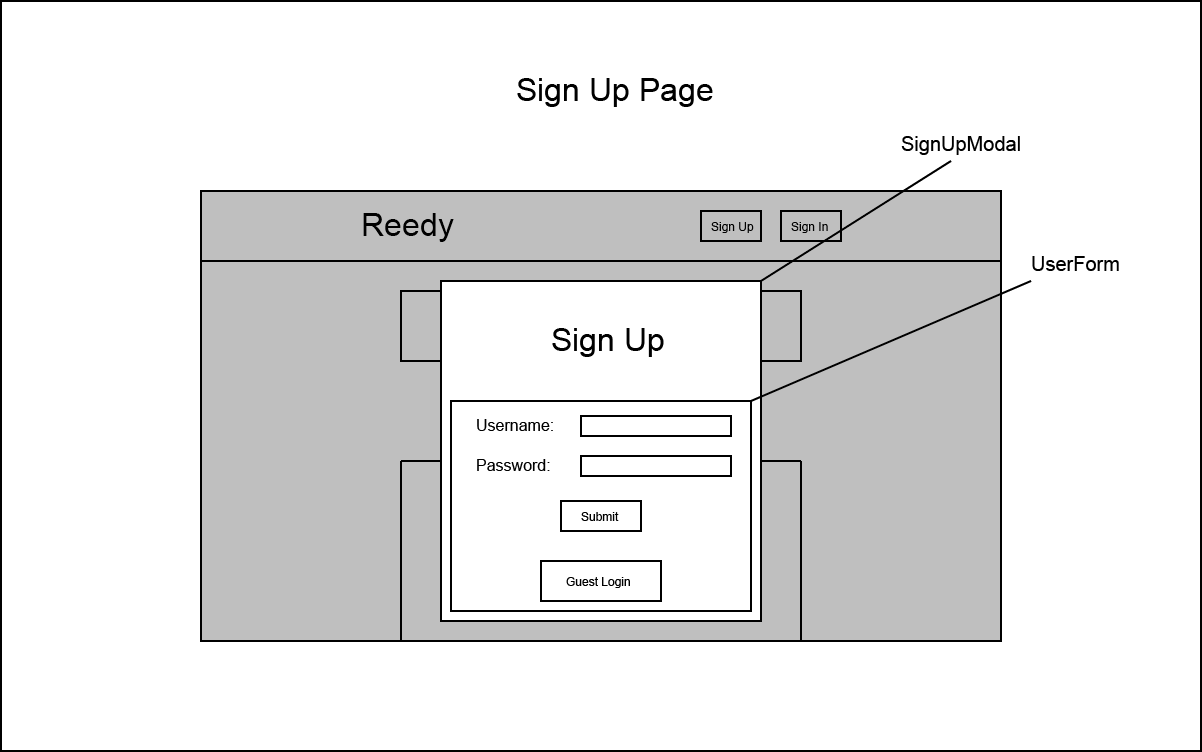 Sign Up Page
SignUpModal
Reedy
Sign Up
Sign In
UserForm
Sign Up
Username:
Password:
Submit
Guest Login